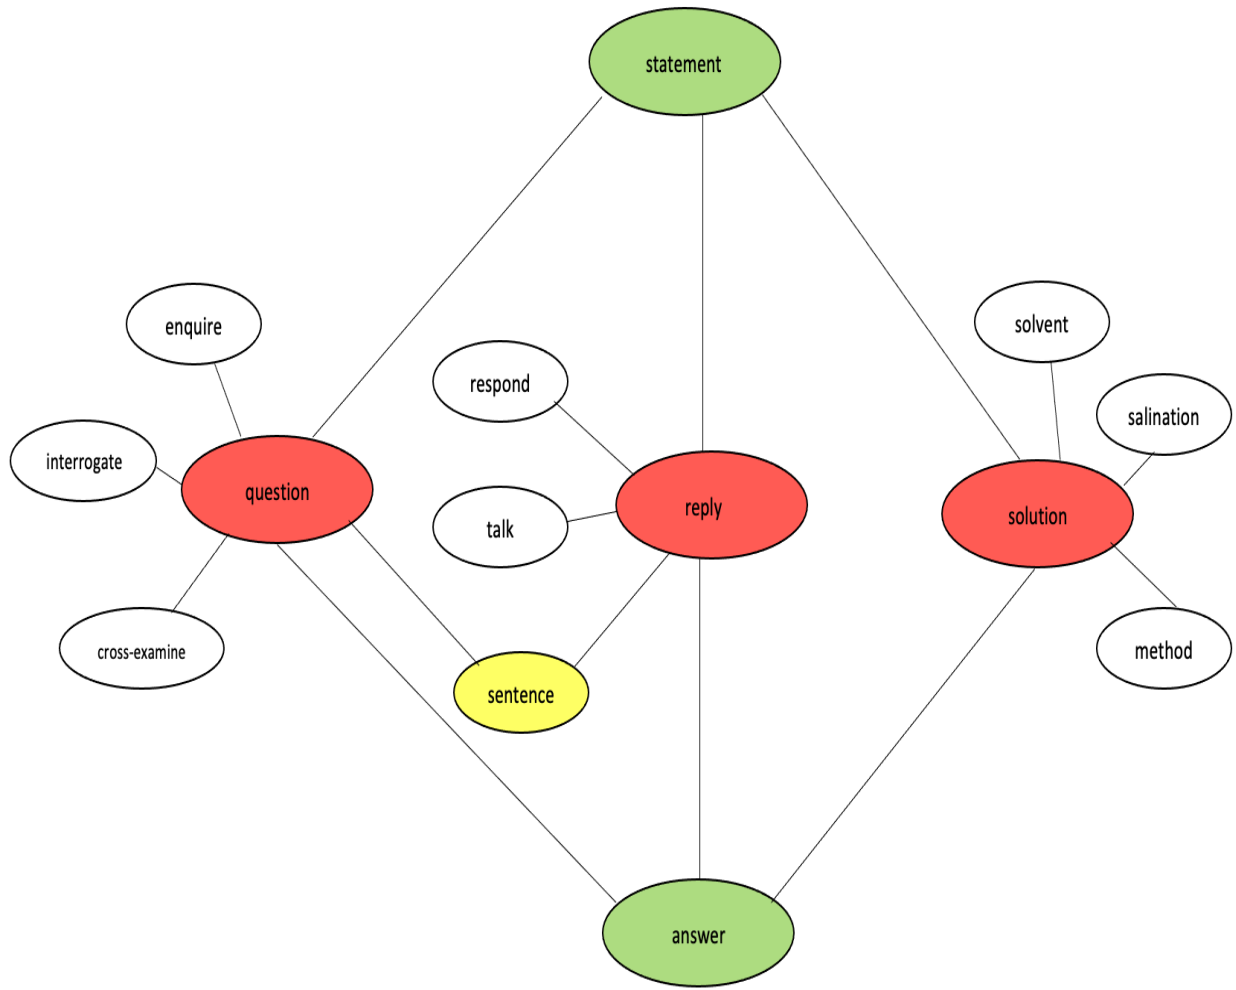 statement
enquire
solvent
respond
salination
interrogate
question
reply
solution
talk
cross-examine
method
sentence
answer